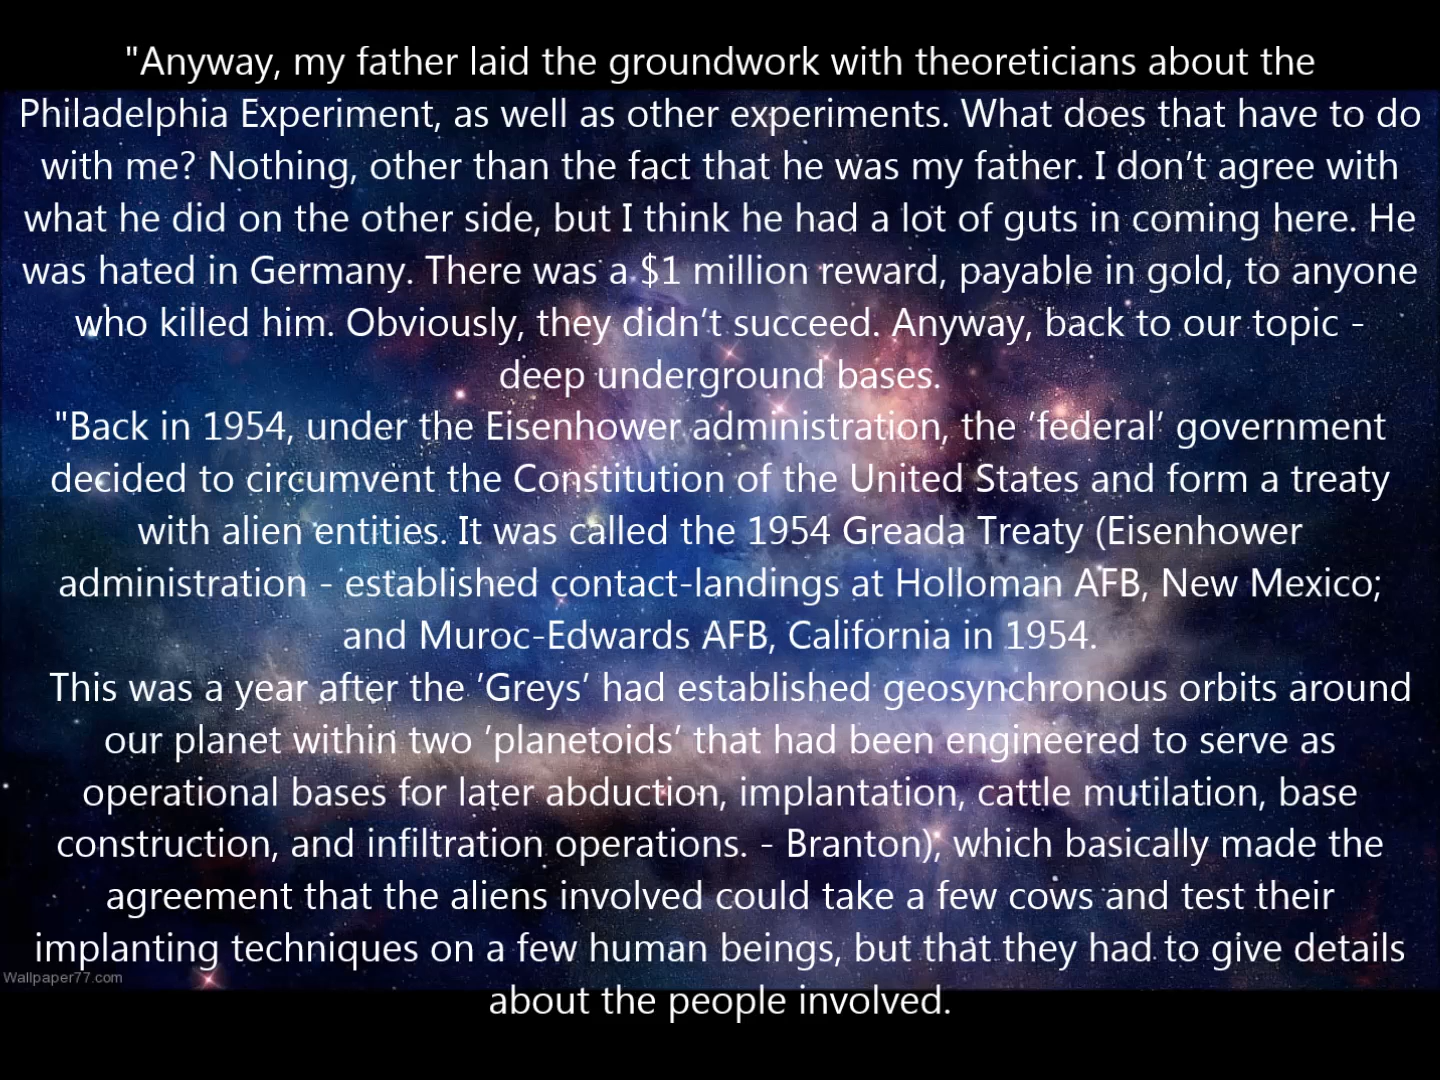 "Anyway, my father laid the groundwork with theoreticians about the
Philadelphia Experiment, as well as other experiments. What does that have to do
with me? Nothing, other than the fact that he was my father. I don’t agree with
what he did on the other side, but I think he had a lot of guts in coming here. He
was hated in Germany. There was a $1 million reward, payable in gold, to anyone
who killed him. Obviously, they didn’t succeed. Anyway, back to our topic -
deep underground bases.
"Back in 1954, under the Eisenhower administration, the ’federal’ government
decided to circumvent the Constitution of the United States and form a treaty
with alien entities. It was called the 1954 Greada Treaty (Eisenhower
administration - established contact-landings at Holloman AFB, New Mexico;
and Muroc-Edwards AFB, California in 1954.
This was a year after the ’Greys’ had established geosynchronous orbits around
our planet within two ’planetoids’ that had been engineered to serve as
operational bases for later abduction, implantation, cattle mutilation, base
construction, and infiltration operations. - Branton), which basically made the
agreement that the aliens involved could take a few cows and test their
implanting techniques on a few human beings, but that they had to give details
Wallpaper77.com
about the people involved.